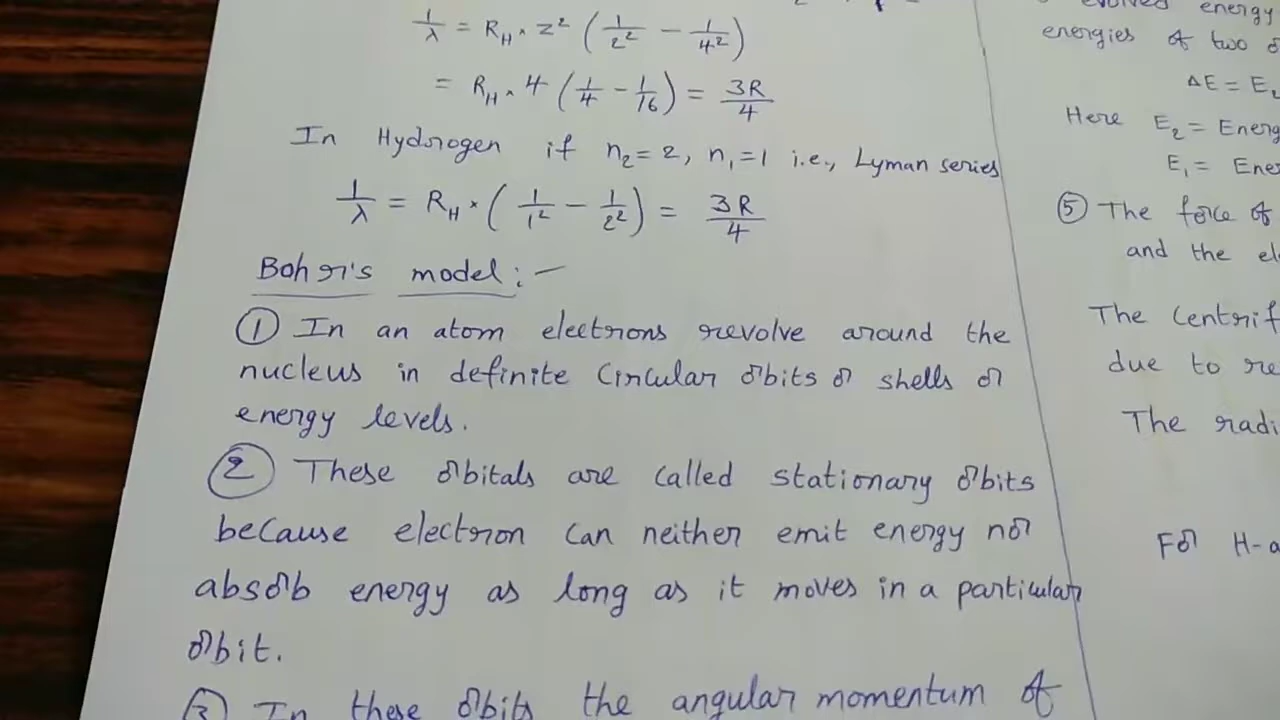 1/λ = R_H × Z² (1/2² − 1/4²)
= R_H × 4 (1/4 − 1/16) = 3R/4
In Hydrogen if n₂ = 2, n₁ = 1 i.e., Lyman series
1/λ = R_H × (1/1² − 1/2²) = 3R/4
Bohr's model :-
① In an atom electrons revolve around the
nucleus in definite Circular orbits or shells or
energy levels.
② These orbitals are called stationary orbits
because electron can neither emit energy nor
absorb energy as long as it moves in a particular
orbit.
③ In these orbits the angular momentum of
evolved energy
energies of two
ΔE = E₂
Here E₂ = Energ
E₁ = Ene
⑤ The force of
and the el
The Centrif
due to re
The radi
For H-a